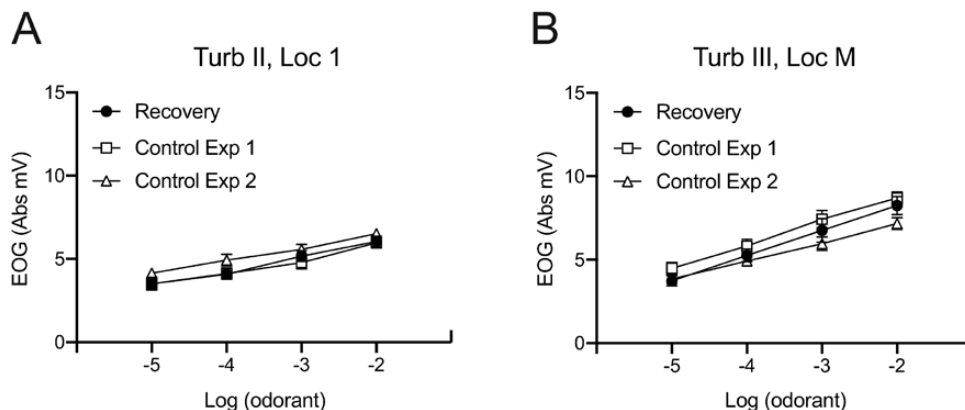 A
Turb II, Loc 1
15
10
5
0
EOG (Abs mV)
Recovery
Control Exp 1
Control Exp 2
-5 -4 -3 -2
Log (odorant)
B
Turb III, Loc M
15
10
5
0
EOG (Abs mV)
Recovery
Control Exp 1
Control Exp 2
-5 -4 -3 -2
Log (odorant)